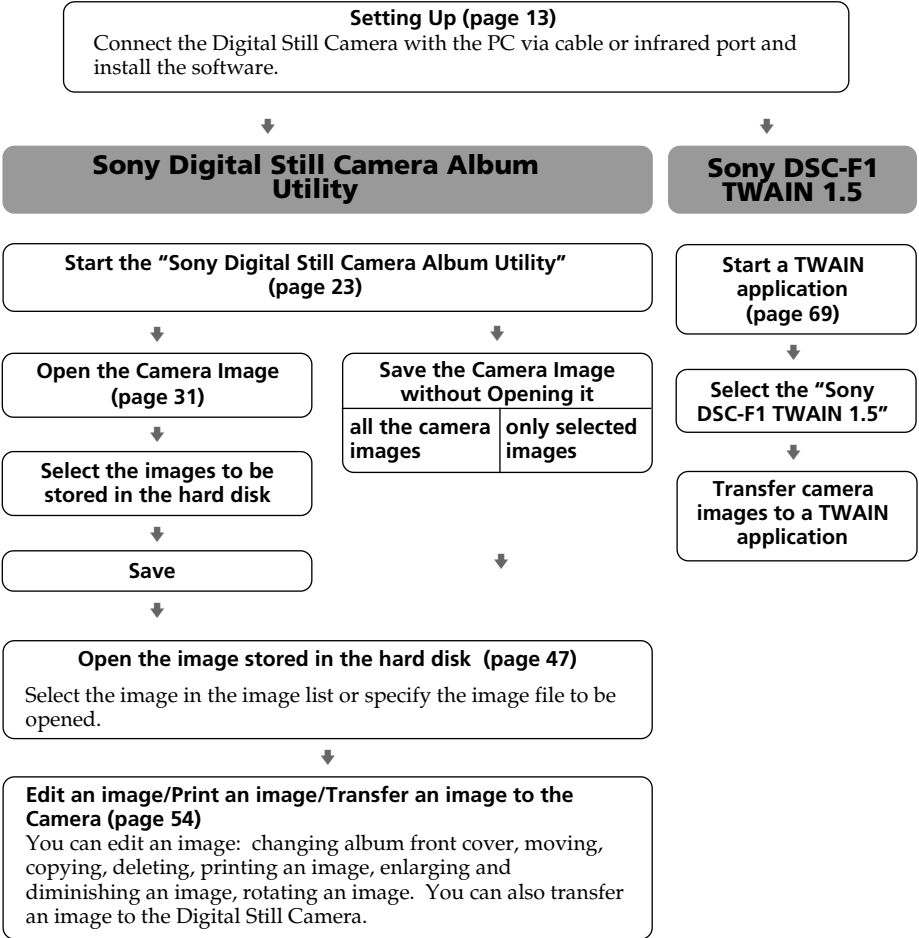 Setting Up (page 13)
Connect the Digital Still Camera with the PC via cable or infrared port and
install the software.
Sony Digital Still Camera Album
Utility
Sony DSC-F1
TWAIN 1.5
Start the “Sony Digital Still Camera Album Utility”
(page 23)
Open the Camera Image
(page 31)
Select the images to be
stored in the hard disk
Save
Save the Camera Image
without Opening it
all the camera
images
only selected
images
Start a TWAIN
application
(page 69)
Select the “Sony
DSC-F1 TWAIN 1.5”
Transfer camera
images to a TWAIN
application
Open the image stored in the hard disk (page 47)
Select the image in the image list or specify the image file to be
opened.
Edit an image/Print an image/Transfer an image to the
Camera (page 54)
You can edit an image: changing album front cover, moving,
copying, deleting, printing an image, enlarging and
diminishing an image, rotating an image. You can also transfer
an image to the Digital Still Camera.